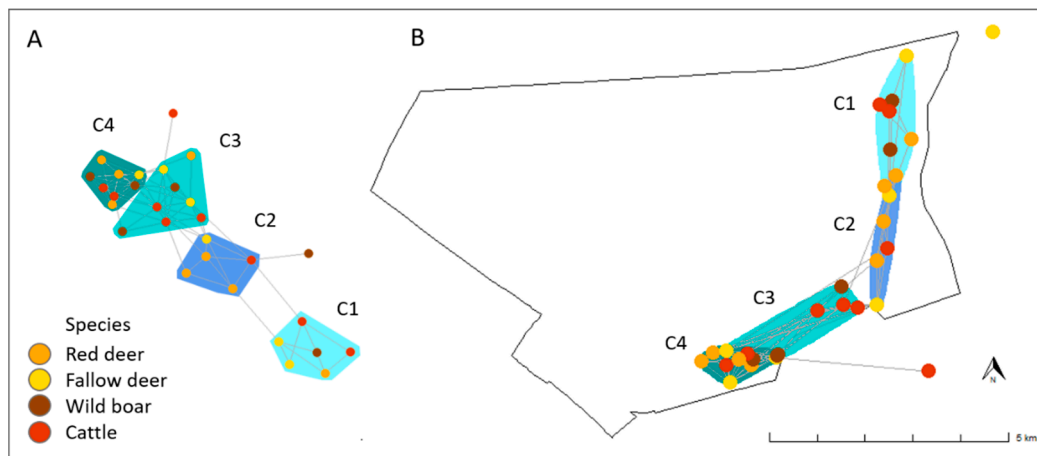 A
B
C4
C3
C2
C1
Species
Red deer
Fallow deer
Wild boar
Cattle
C1
C2
C3
C4
N
5 km